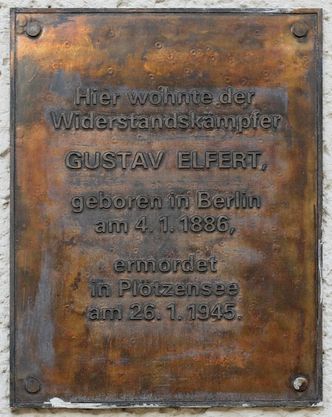 Hier wohnte der
Widerstandskämpfer
GUSTAV ELFERT,
geboren in Berlin
am 4. 1. 1886,
ermordet
in Plötzensee
am 26. 1. 1945.